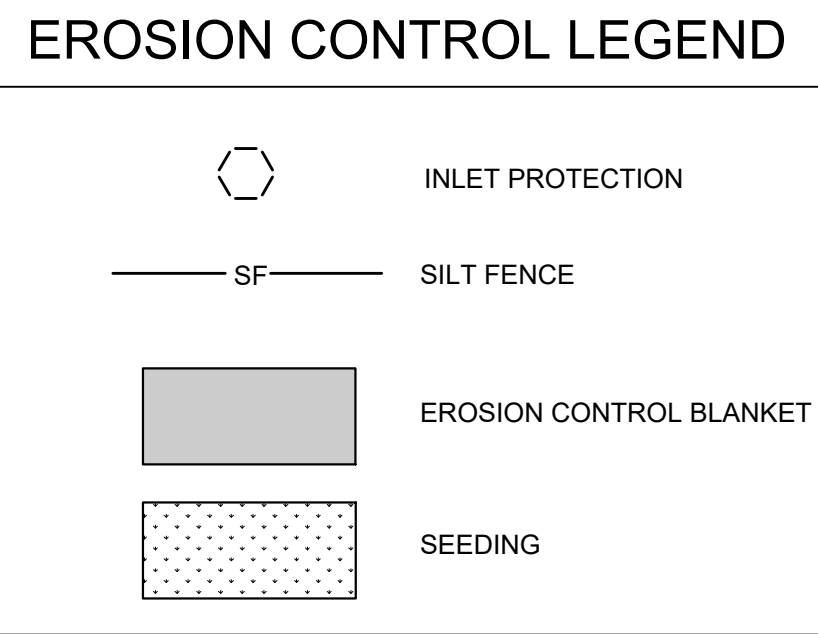 EROSION CONTROL LEGEND
INLET PROTECTION
SF SILT FENCE
EROSION CONTROL BLANKET
SEEDING